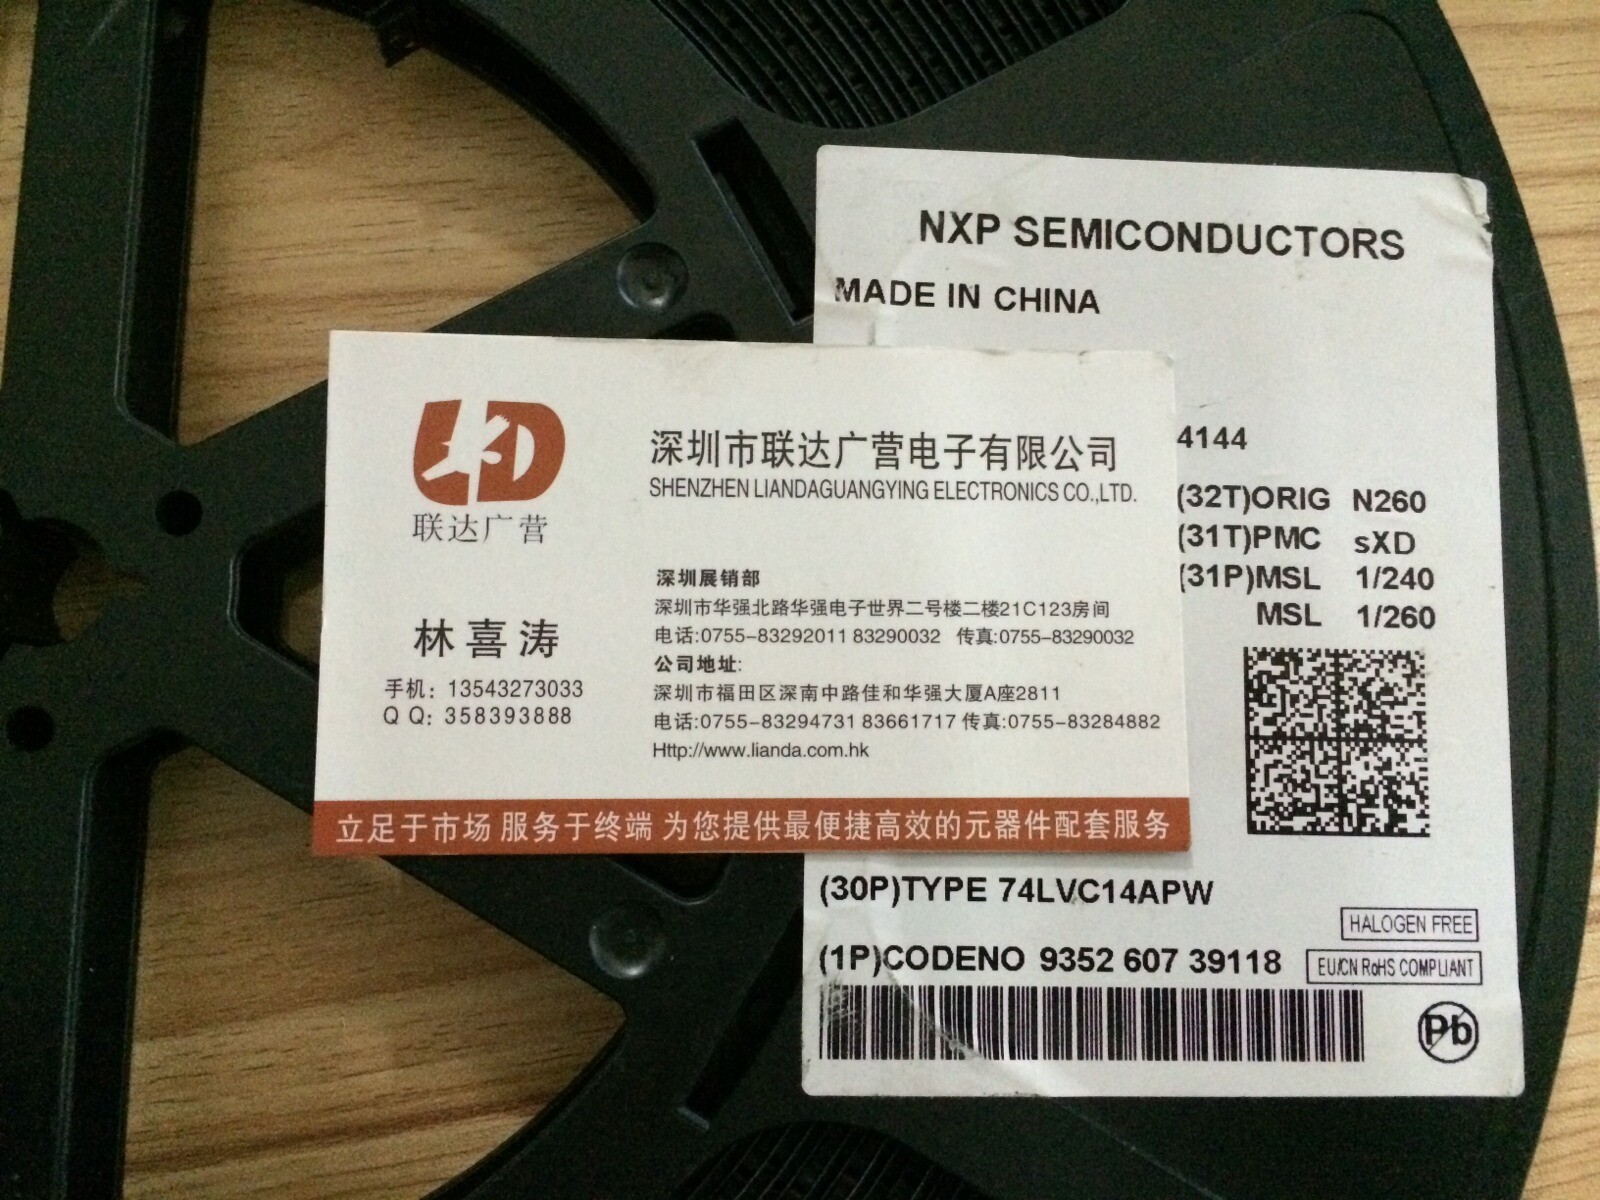 NXP SEMICONDUCTORS
MADE IN CHINA
4144
(32T)ORIG N260
(31T)PMC sXD
(31P)MSL 1/240
MSL 1/260
LD
联达广营
深圳市联达广营电子有限公司
SHENZHEN LIANDAGUANGYING ELECTRONICS CO.,LTD.
林喜涛
手机: 13543273033
Q Q: 358393888
深圳展销部
深圳市华强北路华强电子世界二号楼二楼21C123房间
电话:0755-83292011 83290032 传真:0755-83290032
公司地址:
深圳市福田区深南中路佳和华强大厦A座2811
电话:0755-83294731 83661717 传真:0755-83284882
Http://www.lianda.com.hk
立足于市场 服务于终端 为您提供最便捷高效的元器件配套服务
(30P)TYPE 74LVC14APW
HALOGEN FREE
(1P)CODENO 9352 607 39118
EU/CN RoHS COMPLIANT
Pb